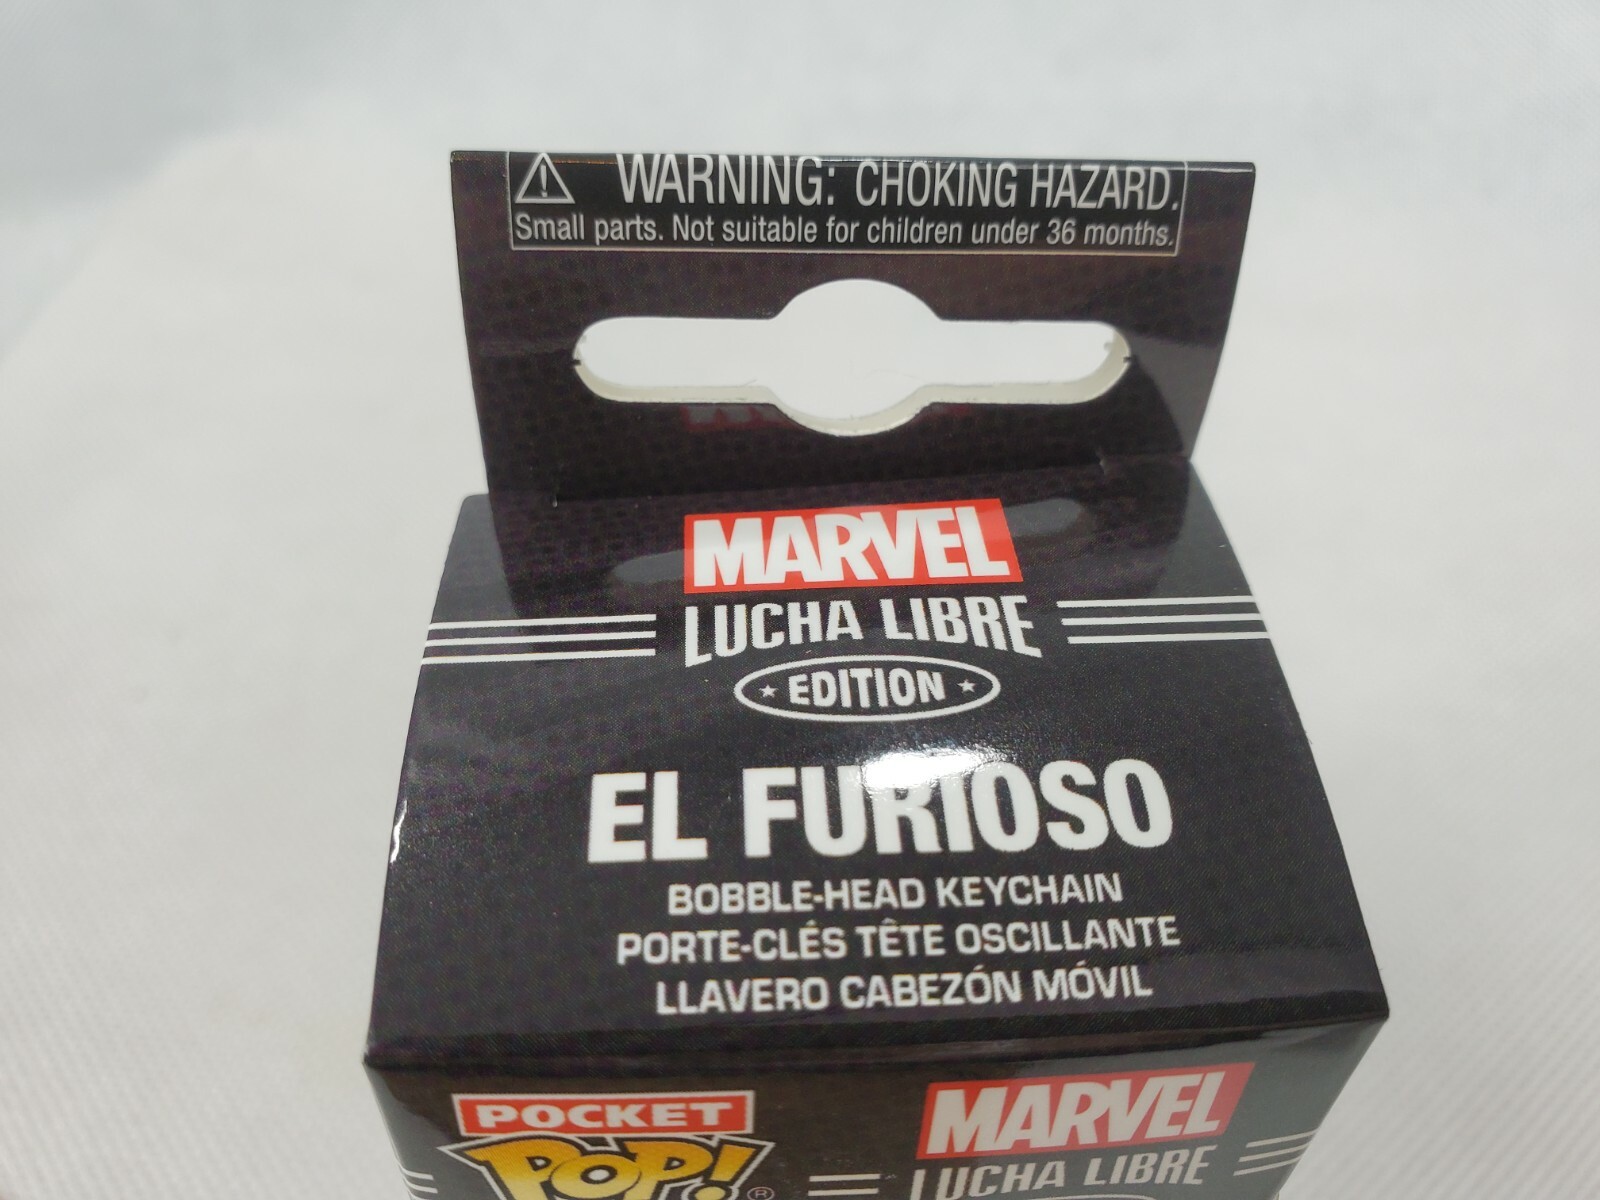 WARNING: CHOKING HAZARD.
Small parts. Not suitable for children under 36 months.
MARVEL
LUCHA LIBRE
EDITION
EL FURIOSO
BOBBLE-HEAD KEYCHAIN
PORTE-CLÉS TÊTE OSCILLANTE
LLAVERO CABEZÓN MÓVIL
POCKET
POP! ®
MARVEL
LUCHA LIBRE